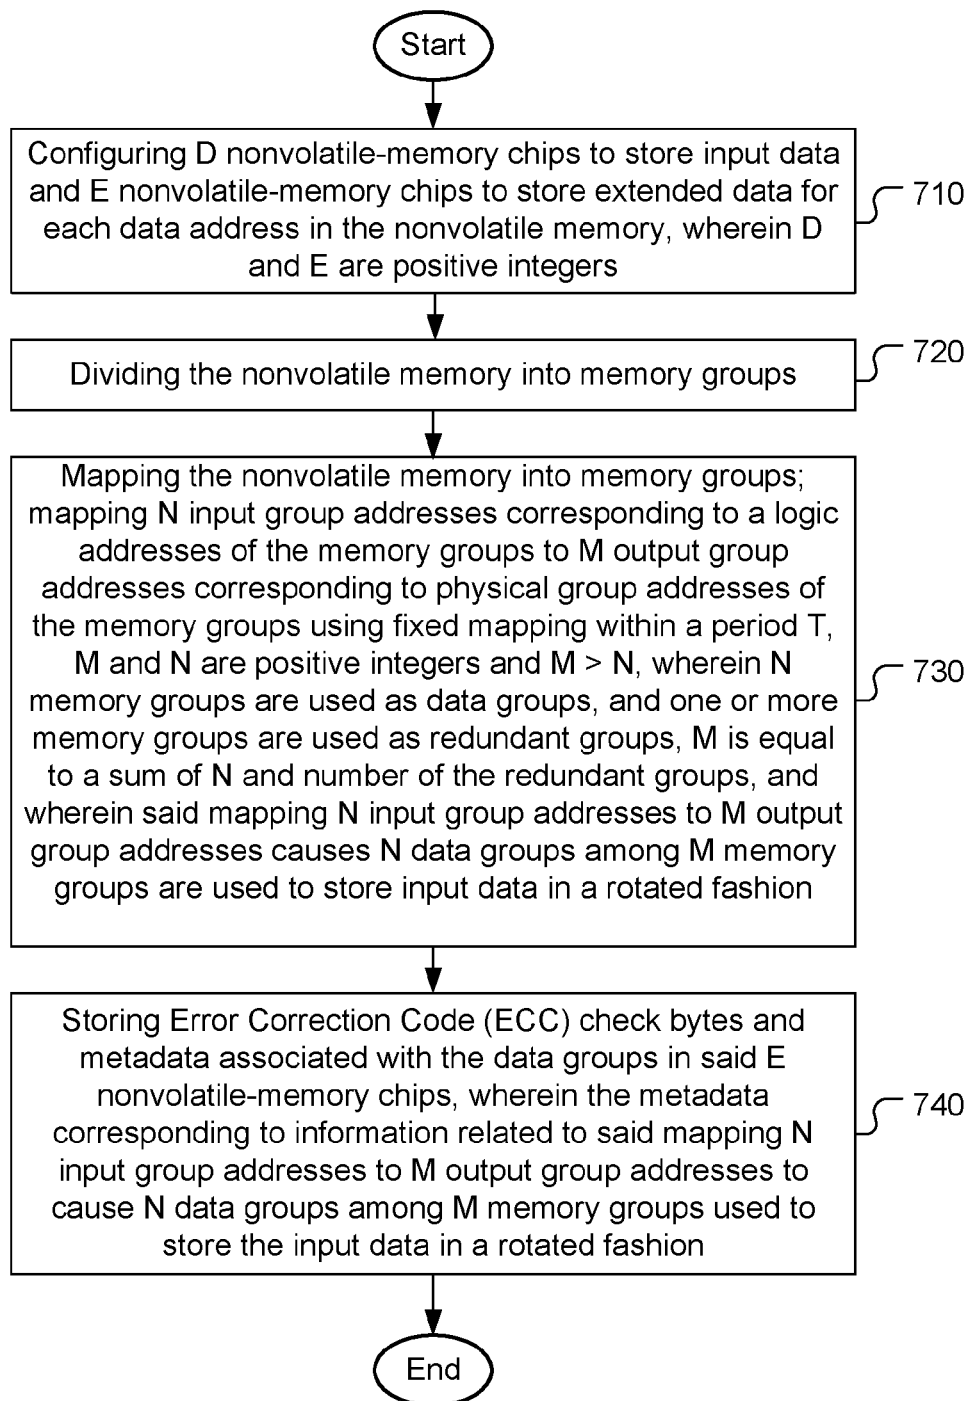 Start
Configuring D nonvolatile-memory chips to store input data
and E nonvolatile-memory chips to store extended data for
each data address in the nonvolatile memory, wherein D
and E are positive integers
710
Dividing the nonvolatile memory into memory groups
720
Mapping the nonvolatile memory into memory groups;
mapping N input group addresses corresponding to a logic
addresses of the memory groups to M output group
addresses corresponding to physical group addresses of
the memory groups using fixed mapping within a period T,
M and N are positive integers and M > N, wherein N
memory groups are used as data groups, and one or more
memory groups are used as redundant groups, M is equal
to a sum of N and number of the redundant groups, and
wherein said mapping N input group addresses to M output
group addresses causes N data groups among M memory
groups are used to store input data in a rotated fashion
730
Storing Error Correction Code (ECC) check bytes and
metadata associated with the data groups in said E
nonvolatile-memory chips, wherein the metadata
corresponding to information related to said mapping N
input group addresses to M output group addresses to
cause N data groups among M memory groups used to
store the input data in a rotated fashion
740
End